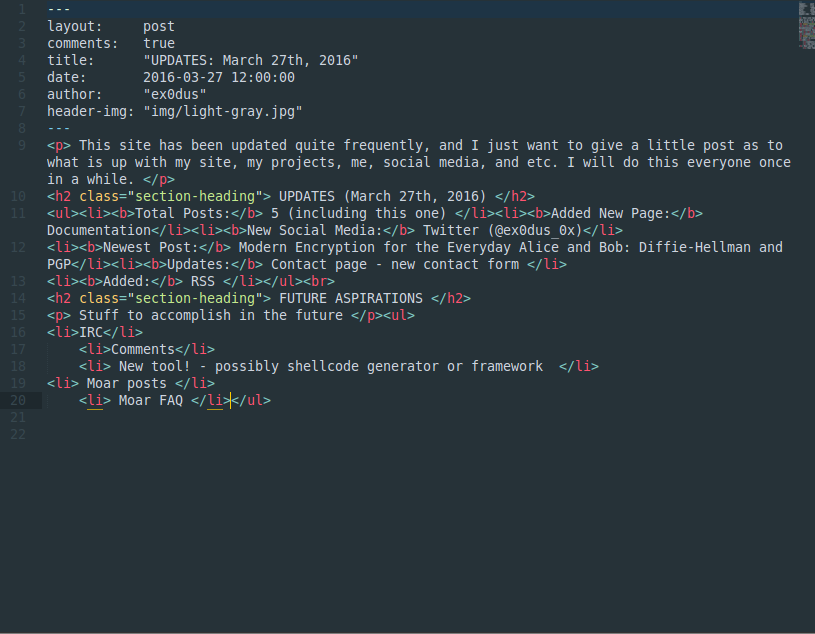 1 ---
2 layout:     post
3 comments:   true
4 title:      "UPDATES: March 27th, 2016"
5 date:       2016-03-27 12:00:00
6 author:     "ex0dus"
7 header-img: "img/light-gray.jpg"
8 ---
9 <p> This site has been updated quite frequently, and I just want to give a little post as to
what is up with my site, my projects, me, social media, and etc. I will do this everyone once
in a while. </p>
10 <h2 class="section-heading"> UPDATES (March 27th, 2016) </h2>
11 <ul><li><b>Total Posts:</b> 5 (including this one) </li><li><b>Added New Page:</b>
Documentation</li><li><b>New Social Media:</b> Twitter (@ex0dus_0x)</li>
12 <li><b>Newest Post:</b> Modern Encryption for the Everyday Alice and Bob: Diffie-Hellman and
PGP</li><li><b>Updates:</b> Contact page - new contact form </li>
13 <li><b>Added:</b> RSS </li></ul><br>
14 <h2 class="section-heading"> FUTURE ASPIRATIONS </h2>
15 <p> Stuff to accomplish in the future </p><ul>
16 <li>IRC</li>
17     <li>Comments</li>
18     <li> New tool! - possibly shellcode generator or framework  </li>
19 <li> Moar posts </li>
20     <li> Moar FAQ </li></ul>
21
22